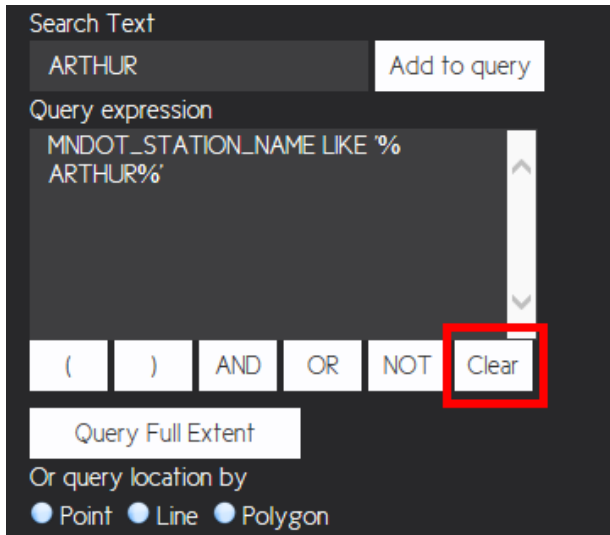 Search Text
ARTHUR Add to query
Query expression
MNDOT_STATION_NAME LIKE '%
ARTHUR%'
( ) AND OR NOT Clear
Query Full Extent
Or query location by
Point Line Polygon